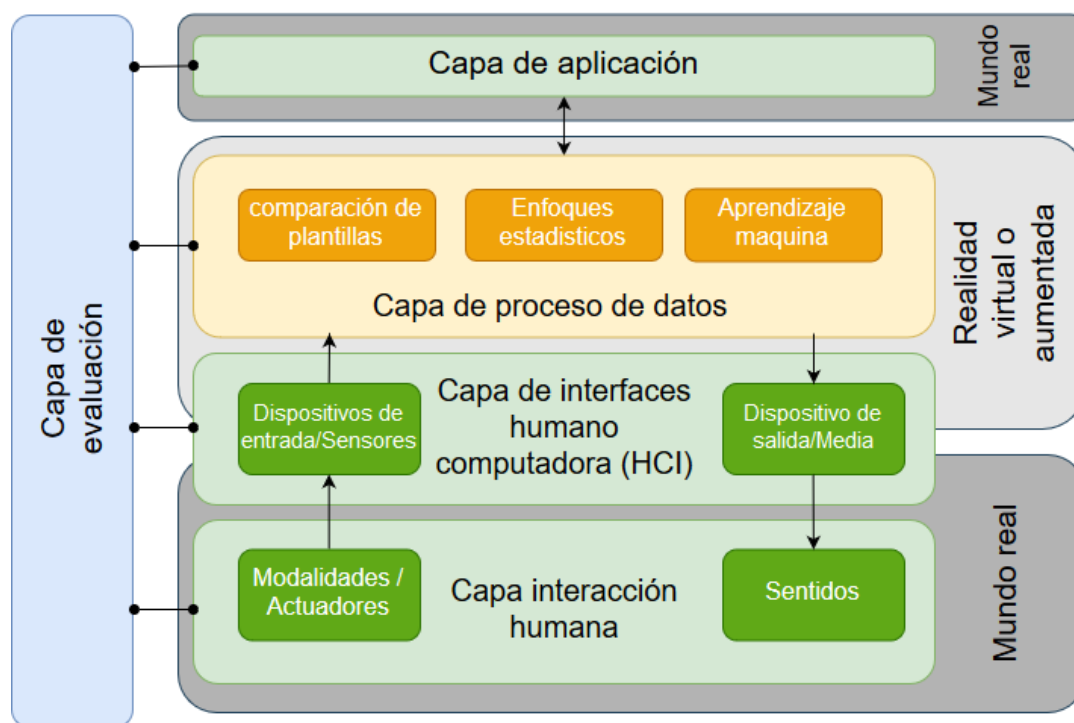 Capa de aplicación
Mundo
real
comparación de
plantillas
Enfoques
estadisticos
Aprendizaje
maquina
Capa de proceso de datos
Realidad
virtual o
aumentada
Capa de
evaluación
Dispositivos de
entrada/Sensores
Capa de interfaces
humano
computadora (HCI)
Dispositivo de
salida/Media
Modalidades /
Actuadores
Capa interacción
humana
Sentidos
Mundo real